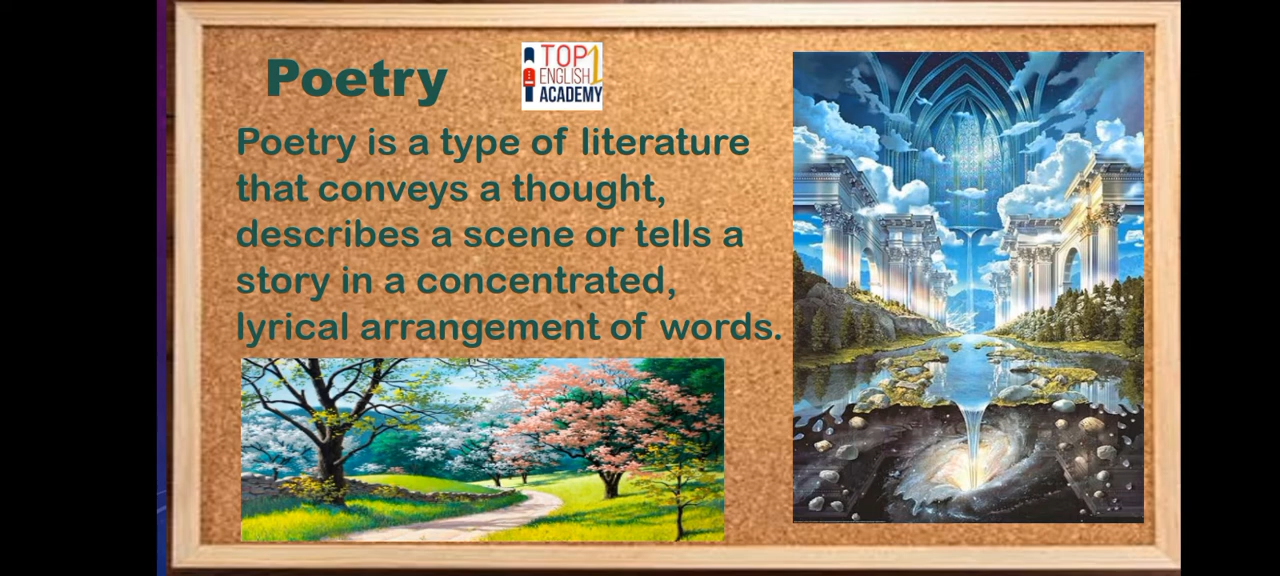 Poetry
TOP 1
ENGLISH
ACADEMY
Poetry is a type of literature
that conveys a thought,
describes a scene or tells a
story in a concentrated,
lyrical arrangement of words.